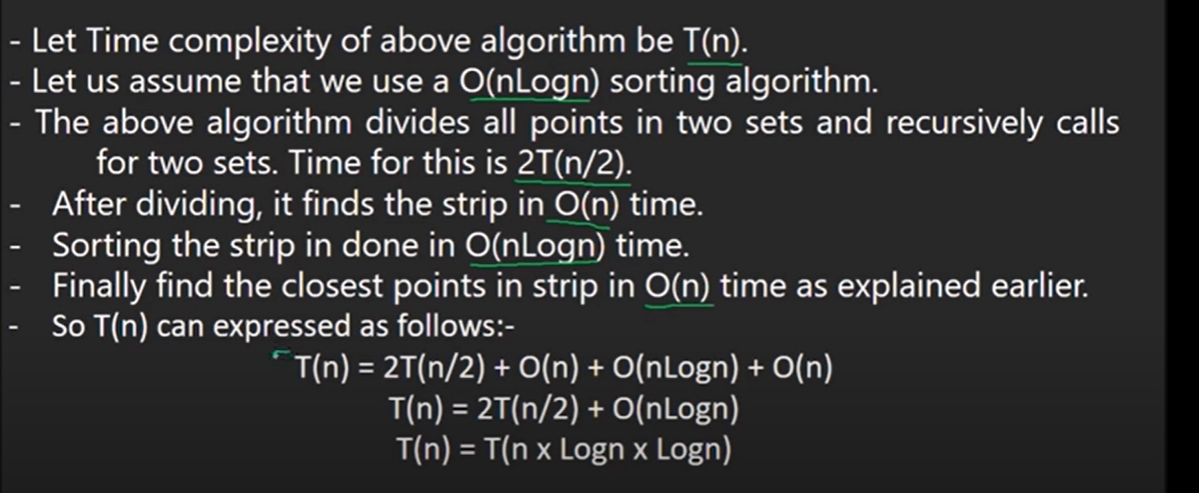 - Let Time complexity of above algorithm be T(n).
- Let us assume that we use a O(nLogn) sorting algorithm.
- The above algorithm divides all points in two sets and recursively calls
for two sets. Time for this is 2T(n/2).
- After dividing, it finds the strip in O(n) time.
- Sorting the strip in done in O(nLogn) time.
- Finally find the closest points in strip in O(n) time as explained earlier.
- So T(n) can expressed as follows:-
T(n) = 2T(n/2) + O(n) + O(nLogn) + O(n)
T(n) = 2T(n/2) + O(nLogn)
T(n) = T(n x Logn x Logn)